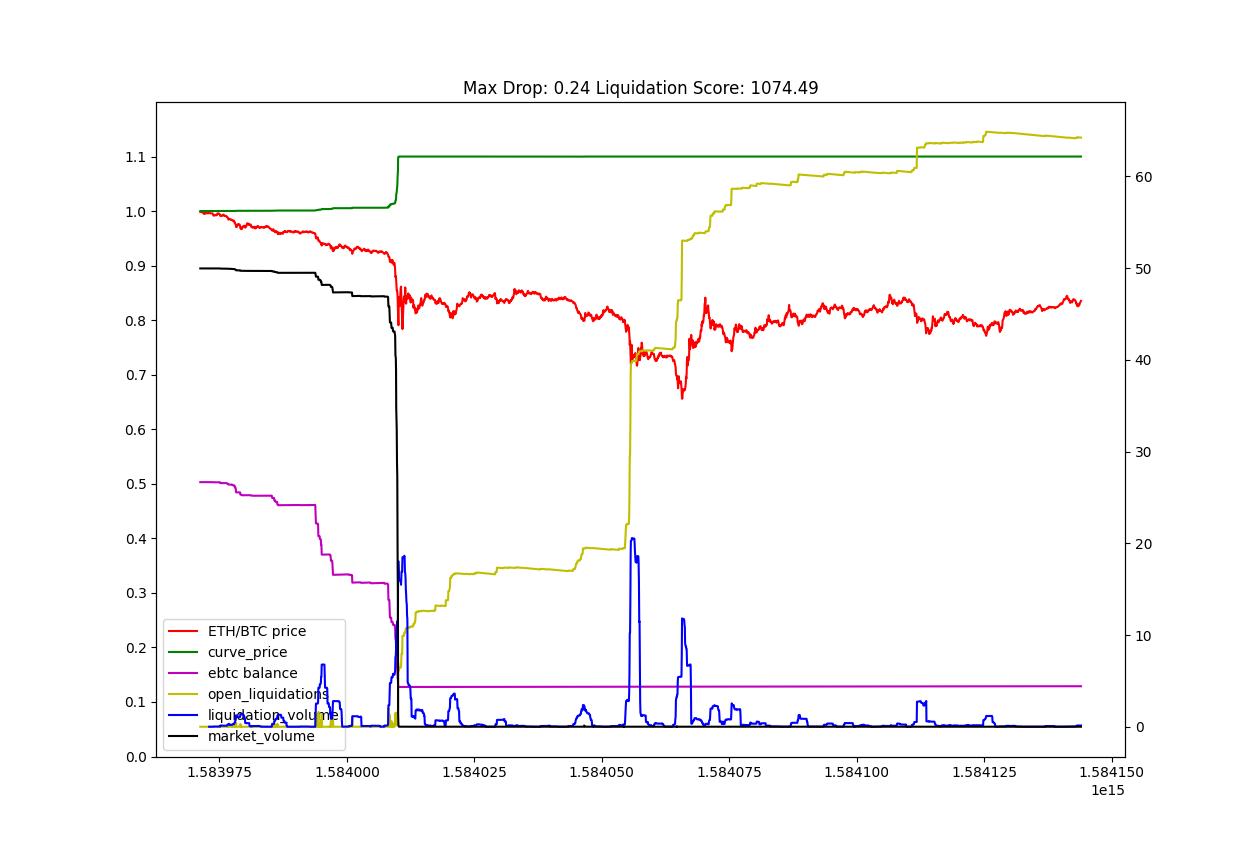 Max Drop: 0.24 Liquidation Score: 1074.49
1.1
1.0
0.9
0.8
0.7
0.6
0.5
0.4
0.3
0.2
0.1
0.0
60
50
40
30
20
10
0
ETH/BTC price
curve_price
ebtc balance
open_liquidations
liquidation_volume
market_volume
1.583975 1.584000 1.584025 1.584050 1.584075 1.584100 1.584125 1.584150
1e15